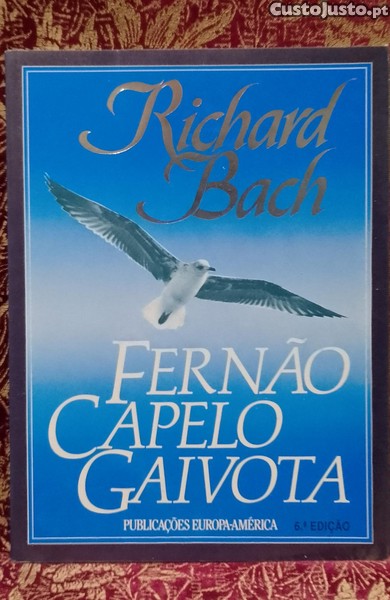 CustoJusto.pt
Richard
Bach
FERNÃO
CAPELO
GAIVOTA
PUBLICAÇÕES EUROPA-AMÉRICA
6.ª EDIÇÃO